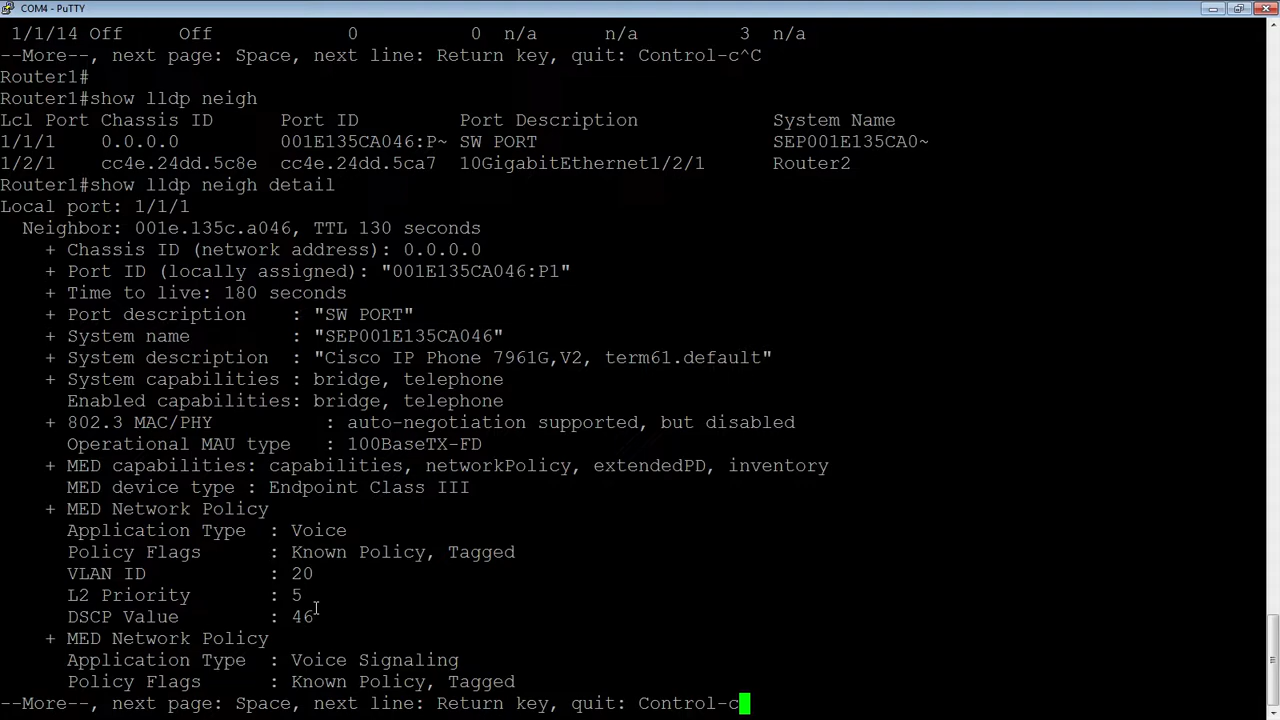 COM4 - PuTTY
1/1/14 Off     Off            0          0  n/a     n/a         3  n/a
--More--, next page: Space, next line: Return key, quit: Control-c^C
Router1#
Router1#show lldp neigh
Lcl Port Chassis ID      Port ID         Port Description            System Name
1/1/1    0.0.0.0         001E135CA046:P~ SW PORT                     SEP001E135CA0~
1/2/1    cc4e.24dd.5c8e  cc4e.24dd.5ca7  10GigabitEthernet1/2/1      Router2
Router1#show lldp neigh detail
Local port: 1/1/1
  Neighbor: 001e.135c.a046, TTL 130 seconds
    + Chassis ID (network address): 0.0.0.0
    + Port ID (locally assigned): "001E135CA046:P1"
    + Time to live: 180 seconds
    + Port description    : "SW PORT"
    + System name         : "SEP001E135CA046"
    + System description  : "Cisco IP Phone 7961G,V2, term61.default"
    + System capabilities : bridge, telephone
      Enabled capabilities: bridge, telephone
    + 802.3 MAC/PHY          : auto-negotiation supported, but disabled
      Operational MAU type   : 100BaseTX-FD
    + MED capabilities: capabilities, networkPolicy, extendedPD, inventory
      MED device type : Endpoint Class III
    + MED Network Policy
      Application Type  : Voice
      Policy Flags      : Known Policy, Tagged
      VLAN ID           : 20
      L2 Priority       : 5
      DSCP Value        : 46
    + MED Network Policy
      Application Type  : Voice Signaling
      Policy Flags      : Known Policy, Tagged
--More--, next page: Space, next line: Return key, quit: Control-c